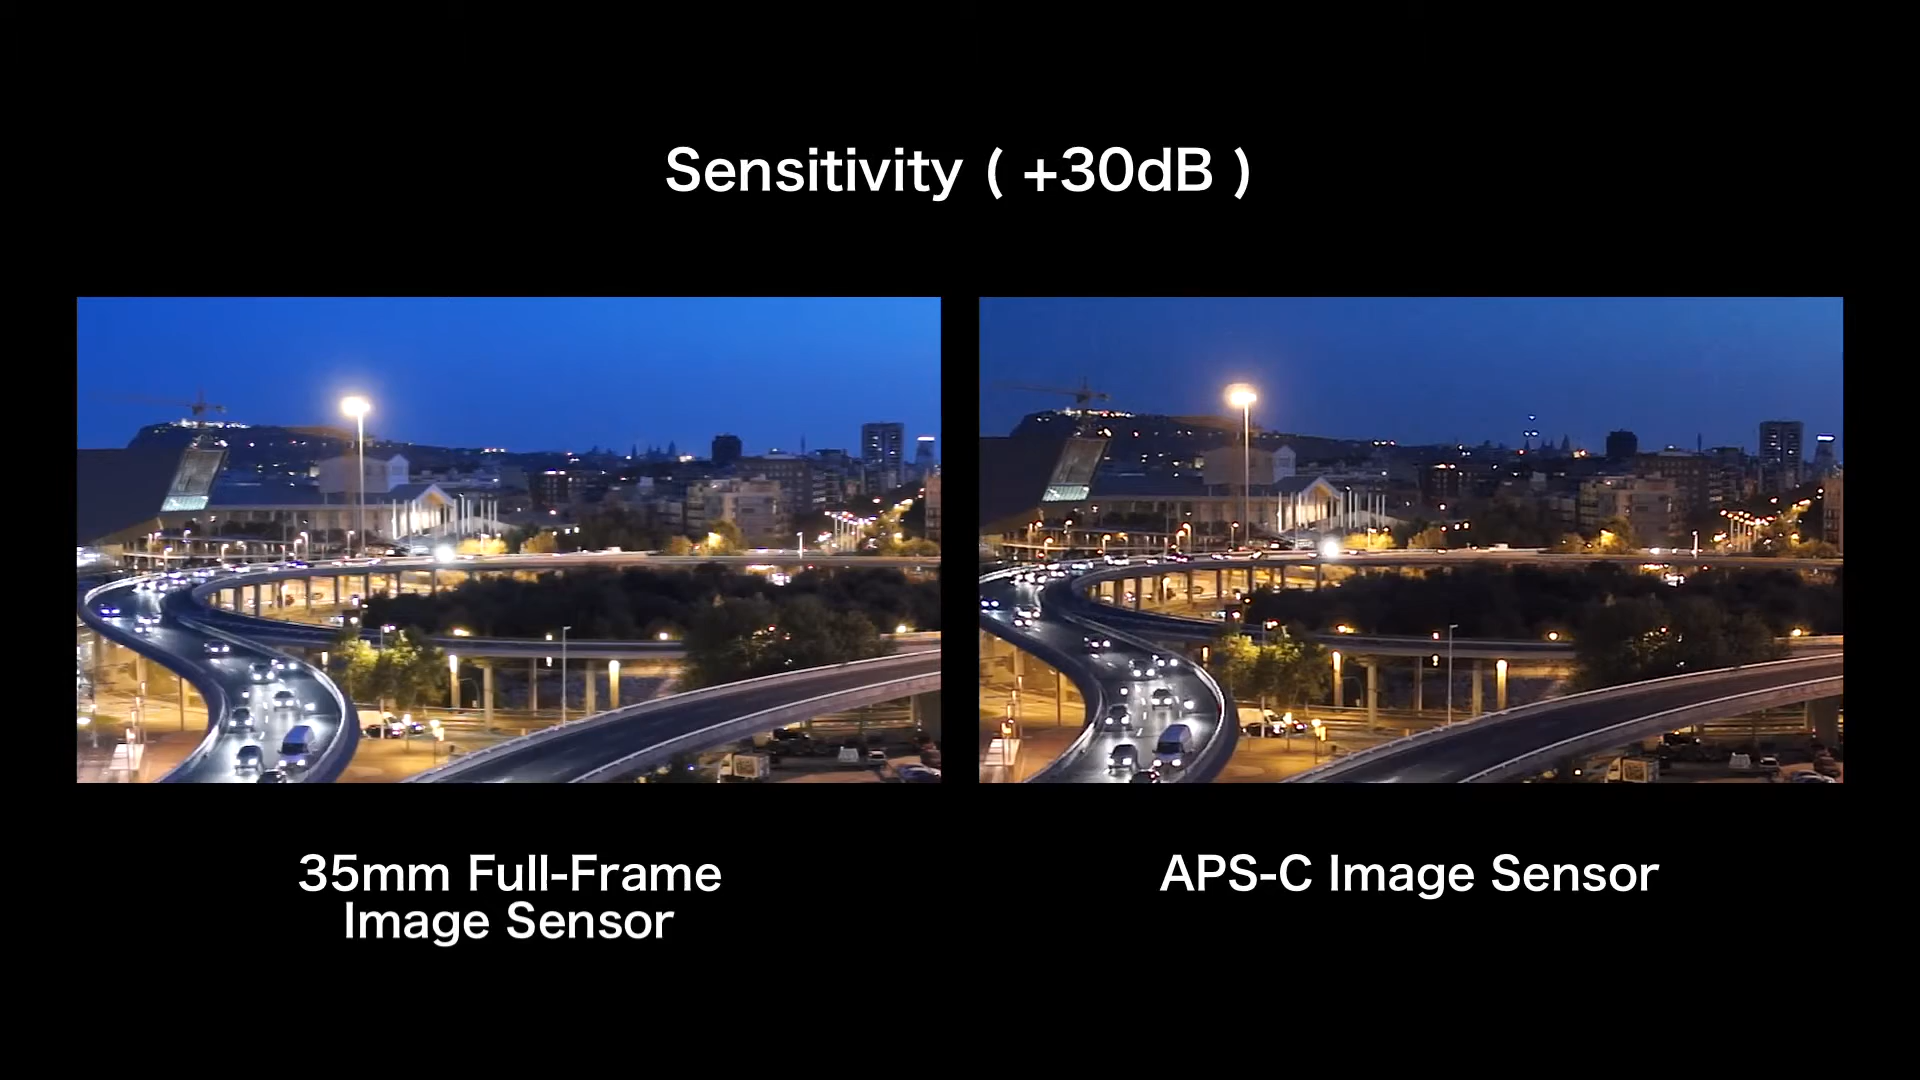 Sensitivity ( +30dB )
35mm Full-Frame
Image Sensor
APS-C Image Sensor